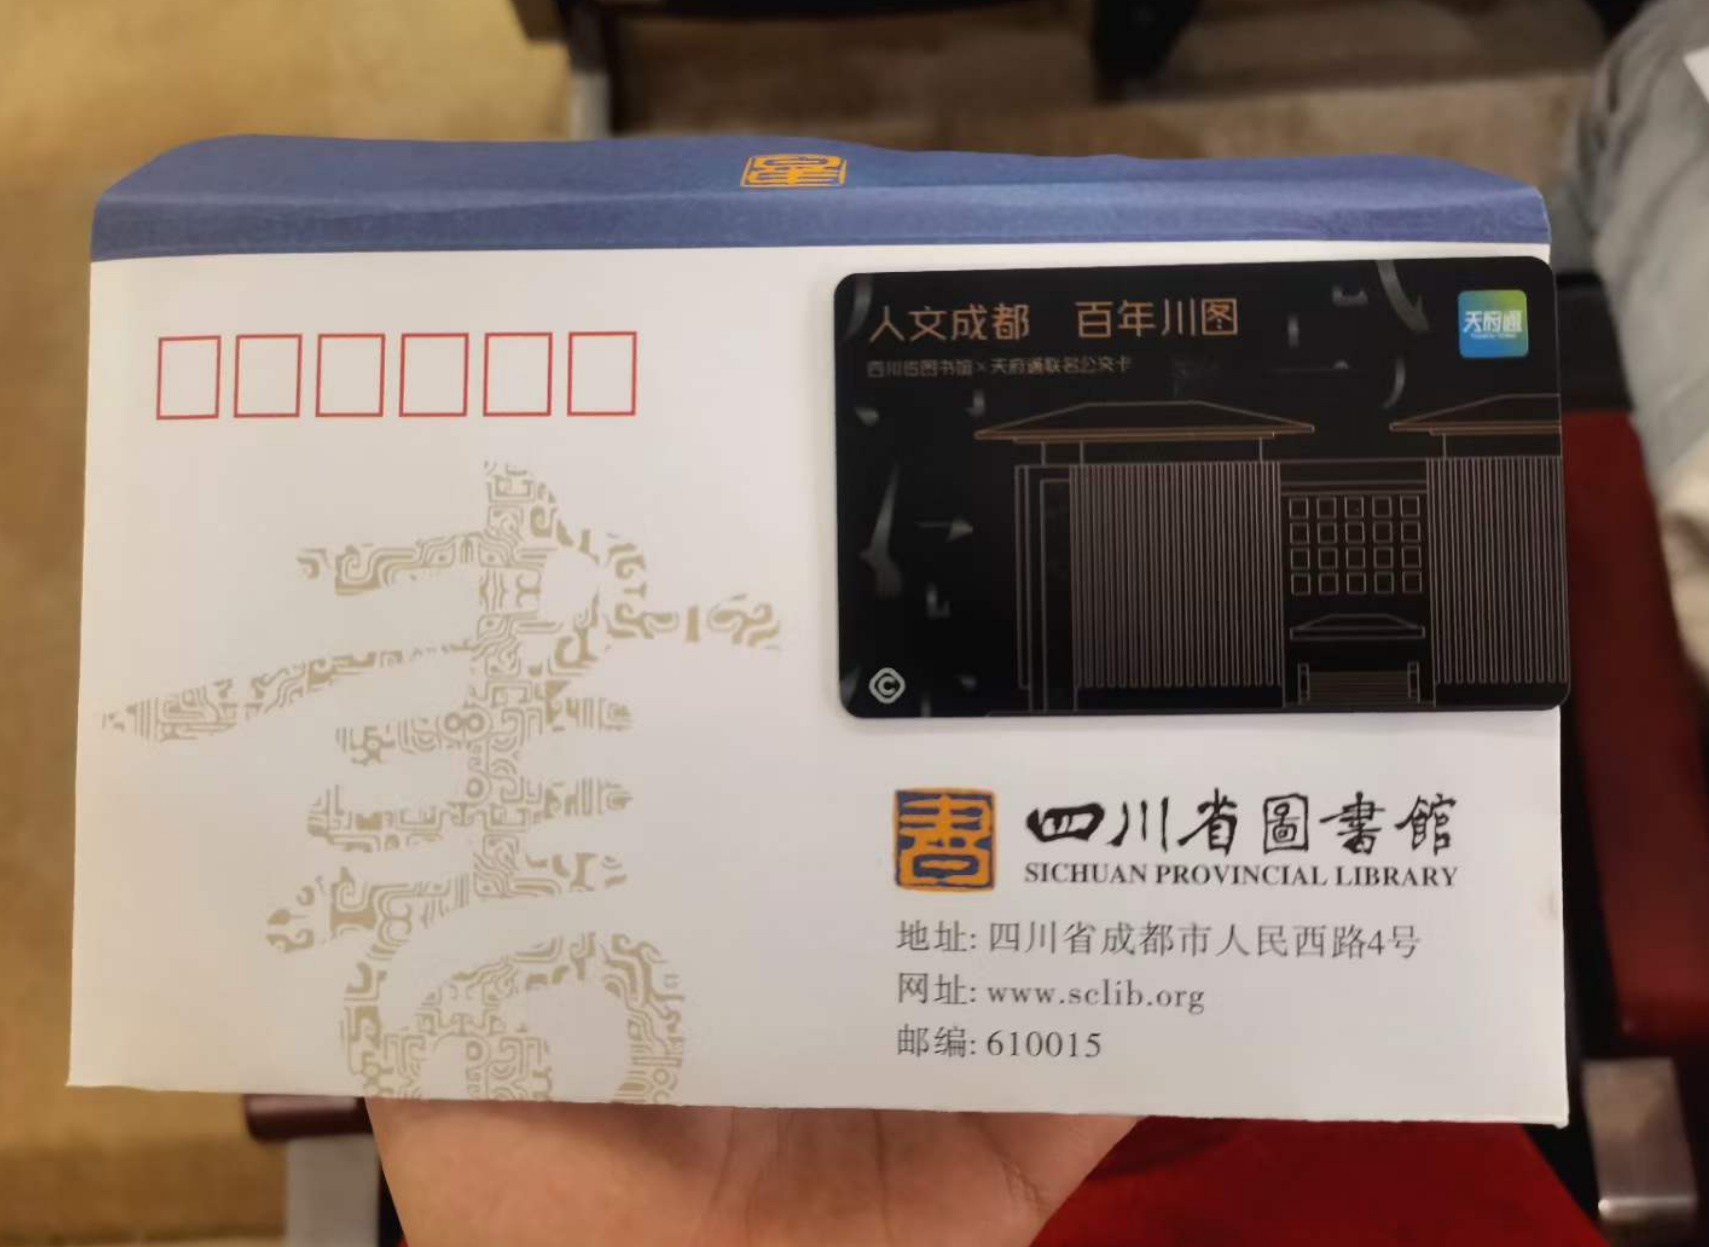 人文成都 百年川图
四川省图书馆×天府通联名公交卡
天府通
書
四川省圖書館
SICHUAN PROVINCIAL LIBRARY
地址: 四川省成都市人民西路4号
网址: www.sclib.org
邮编: 610015